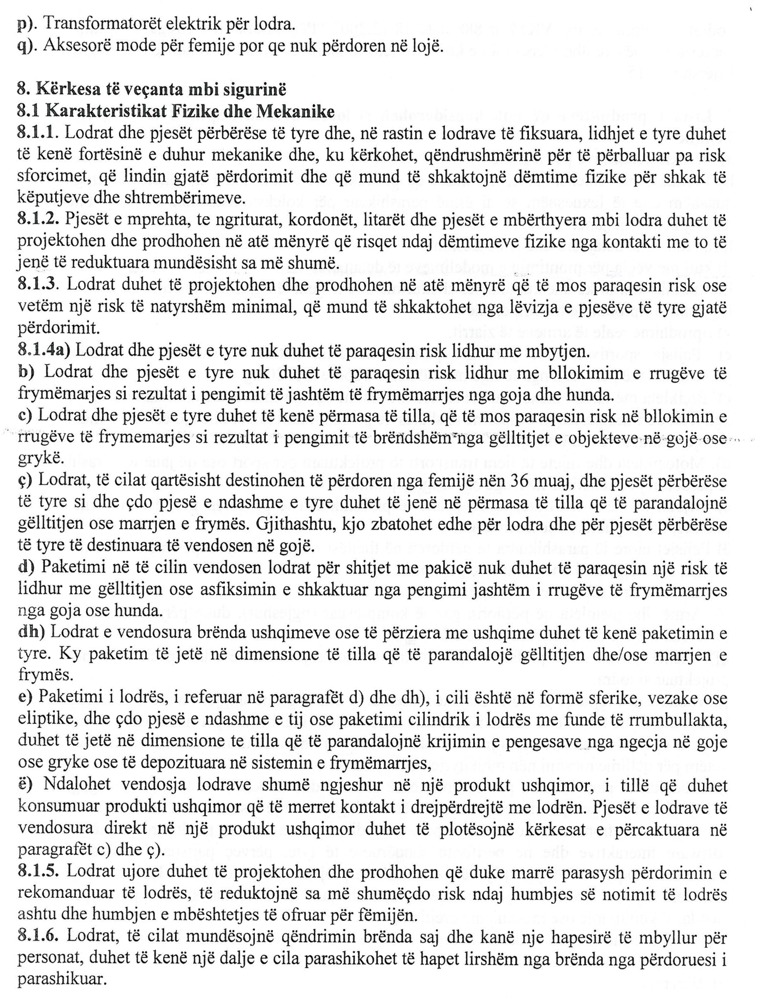 p). Transformatorët elektrik për lodra.
q). Aksesorë mode për femije por qe nuk përdoren në lojë.
8. Kërkesa të veçanta mbi sigurinë
8.1 Karakteristikat Fizike dhe Mekanike
8.1.1. Lodrat dhe pjesët përbërëse të tyre dhe, në rastin e lodrave të fiksuara, lidhjet e tyre duhet
të kenë fortësinë e duhur mekanike dhe, ku kërkohet, qëndrushmërinë për të përballuar pa risk
sforcimet, që lindin gjatë përdorimit dhe që mund të shkaktojnë dëmtime fizike për shkak të
këputjeve dhe shtrembërimeve.
8.1.2. Pjesët e mprehta, te ngriturat, kordonët, litarët dhe pjesët e mbërthyera mbi lodra duhet të
projektohen dhe prodhohen në atë mënyrë që risqet ndaj dëmtimeve fizike nga kontakti me to të
jenë të reduktuara mundësisht sa më shumë.
8.1.3. Lodrat duhet të projektohen dhe prodhohen në atë mënyrë që të mos paraqesin risk ose
vetëm një risk të natyrshëm minimal, që mund të shkaktohet nga lëvizja e pjesëve të tyre gjatë
përdorimit.
8.1.4a) Lodrat dhe pjesët e tyre nuk duhet të paraqesin risk lidhur me mbytjen.
b) Lodrat dhe pjesët e tyre nuk duhet të paraqesin risk lidhur me bllokimim e rrugëve të
frymëmarjes si rezultat i pengimit të jashtëm të frymëmarrjes nga goja dhe hunda.
c) Lodrat dhe pjesët e tyre duhet të kenë përmasa të tilla, që të mos paraqesin risk në bllokimin e
rrugëve të frymemarjes si rezultat i pengimit të brëndshëm nga gëlltitjet e objekteve në gojë ose
grykë.
ç) Lodrat, të cilat qartësisht destinohen të përdoren nga femijë nën 36 muaj, dhe pjesët përbërëse
të tyre si dhe çdo pjesë e ndashme e tyre duhet të jenë në përmasa të tilla që të parandalojnë
gëlltitjen ose marrjen e frymës. Gjithashtu, kjo zbatohet edhe për lodra dhe për pjesët përbërëse
të tyre të destinuara të vendosen në gojë.
d) Paketimi në të cilin vendosen lodrat për shitjet me pakicë nuk duhet të paraqesin një risk të
lidhur me gëlltitjen ose asfiksimin e shkaktuar nga pengimi jashtëm i rrugëve të frymëmarrjes
nga goja ose hunda.
dh) Lodrat e vendosura brënda ushqimeve ose të përziera me ushqime duhet të kenë paketimin e
tyre. Ky paketim të jetë në dimensione të tilla që të parandalojë gëlltitjen dhe/ose marrjen e
frymës.
e) Paketimi i lodrës, i referuar në paragrafët d) dhe dh), i cili është në formë sferike, vezake ose
eliptike, dhe çdo pjesë e ndashme e tij ose paketimi cilindrik i lodrës me funde të rrumbullakta,
duhet të jetë në dimensione te tilla që të parandalojnë krijimin e pengesave nga ngecja në goje
ose gryke ose të depozituara në sistemin e frymëmarrjes,
ë) Ndalohet vendosja lodrave shumë ngjeshur në një produkt ushqimor, i tillë që duhet
konsumuar produkti ushqimor që të merret kontakt i drejpërdrejtë me lodrën. Pjesët e lodrave të
vendosura direkt në një produkt ushqimor duhet të plotësojnë kërkesat e përcaktuara në
paragrafët c) dhe ç).
8.1.5. Lodrat ujore duhet të projektohen dhe prodhohen që duke marrë parasysh përdorimin e
rekomanduar të lodrës, të reduktojnë sa më shumëçdo risk ndaj humbjes së notimit të lodrës
ashtu dhe humbjen e mbështetjes të ofruar për fëmijën.
8.1.6. Lodrat, të cilat mundësojnë qëndrimin brënda saj dhe kanë nje hapesirë të mbyllur për
personat, duhet të kenë një dalje e cila parashikohet të hapet lirshëm nga brënda nga përdoruesi i
parashikuar.